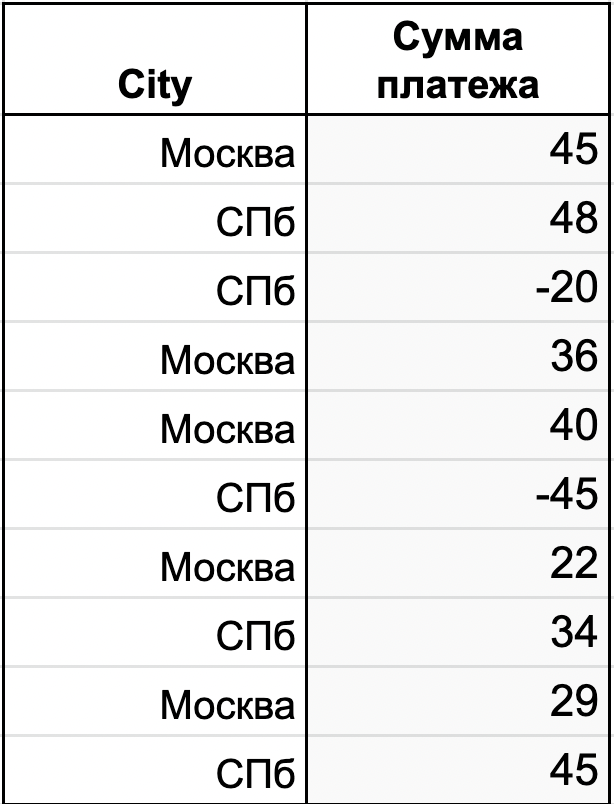 City Сумма платежа
Москва 45
СПб 48
СПб -20
Москва 36
Москва 40
СПб -45
Москва 22
СПб 34
Москва 29
СПб 45